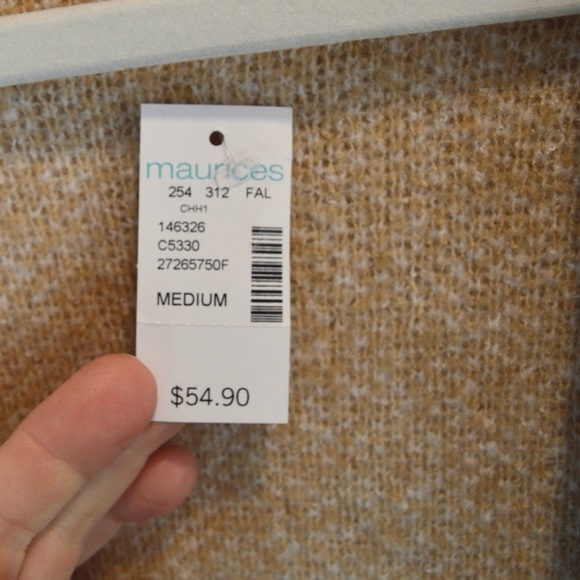 maurices
254 312 FAL
CHH1
146326
C5330
27265750F
MEDIUM
$54.90